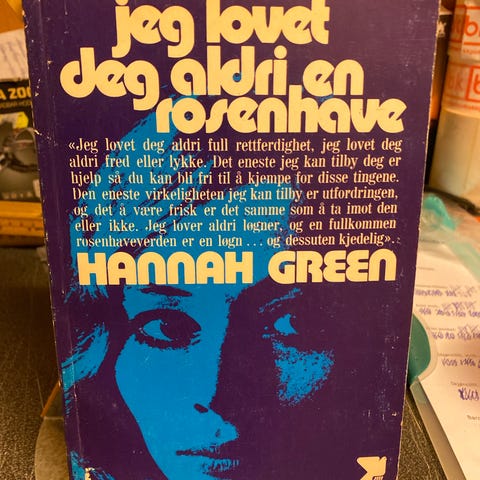 jeg lovet
deg aldri en
rosenhave
«Jeg lovet deg aldri full rettferdighet, jeg lovet deg
aldri fred eller lykke. Det eneste jeg kan tilby deg er
hjelp så du kan bli fri til å kjempe for disse tingene.
Den eneste virkeligheten jeg kan tilby er utfordringen,
og det å være frisk er det samme som å ta imot den
eller ikke. Jeg lover aldri løgner, og en fullkommen
rosenhaveverden er en løgn . . . og dessuten kjedelig».
HANNAH GREEN